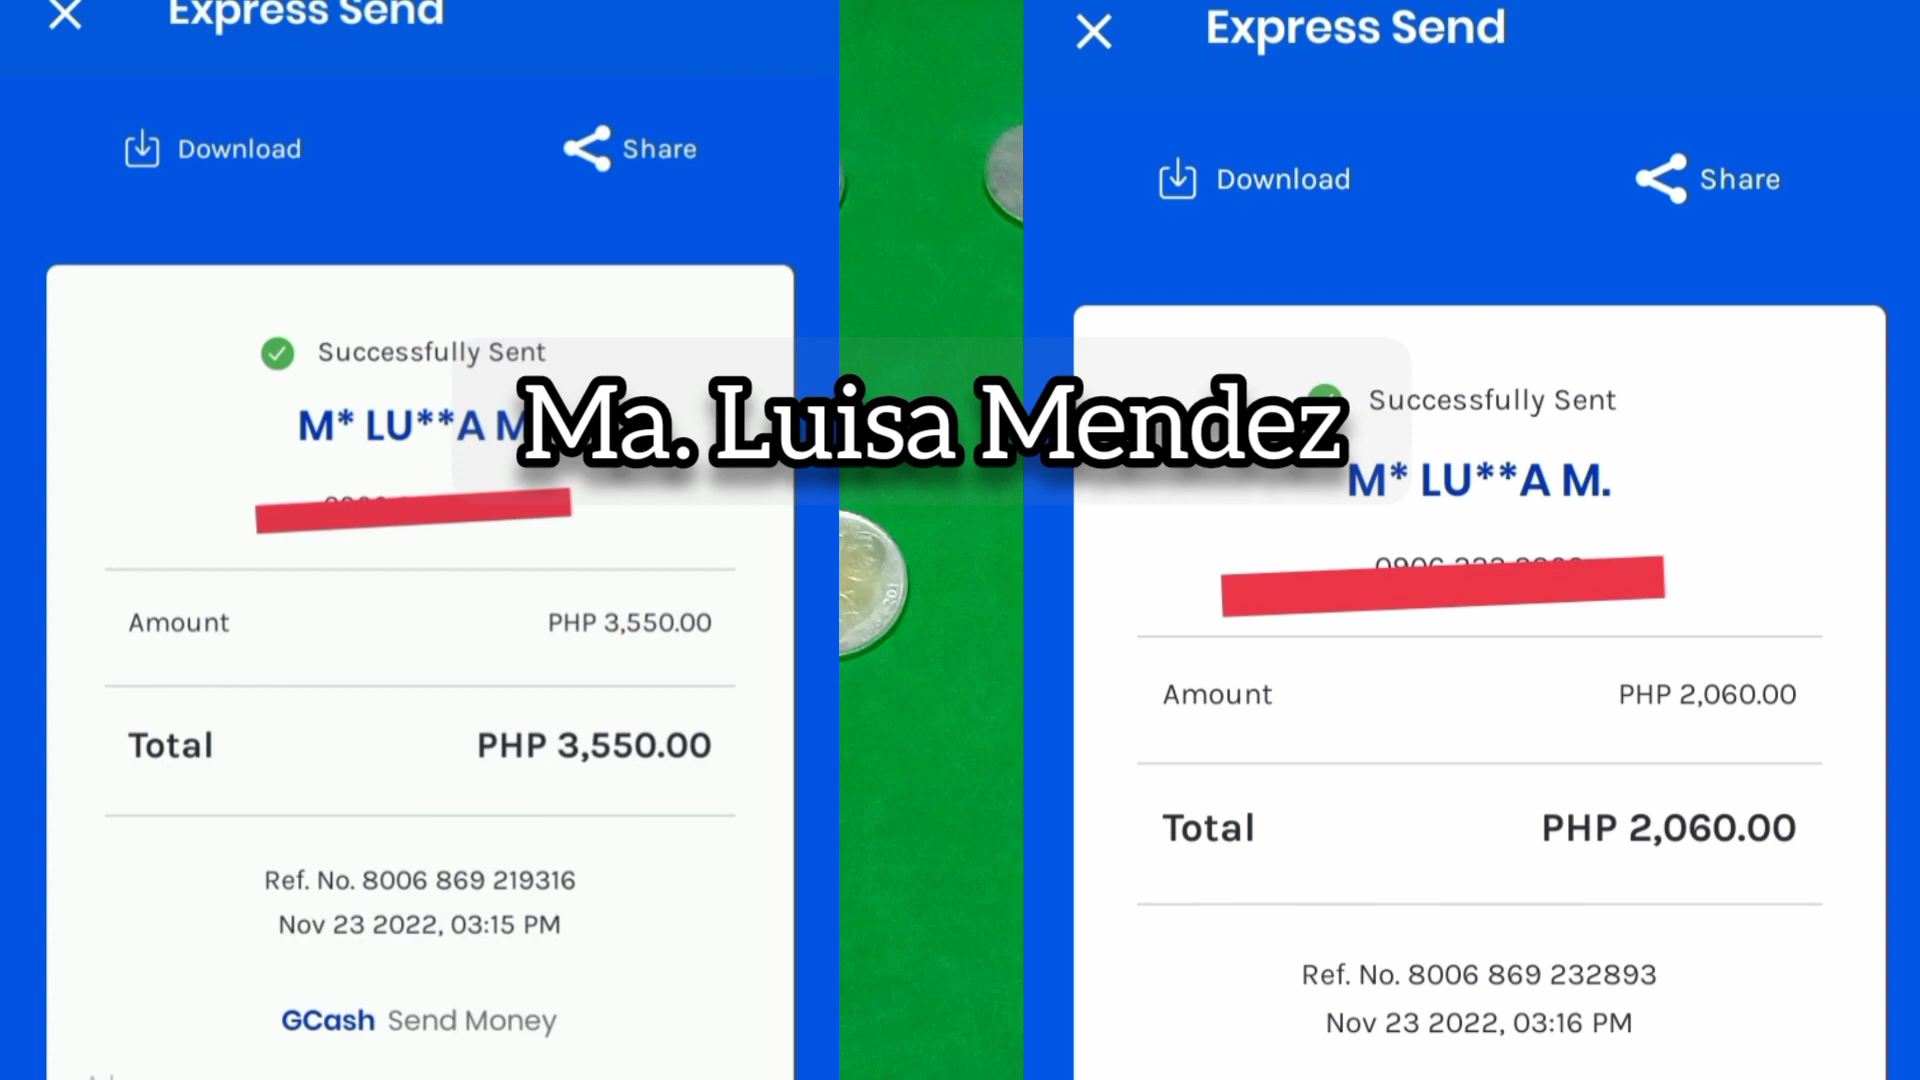 Express Send
Download
Share
Successfully Sent
M* LU**A M
Amount
PHP 3,550.00
Total
PHP 3,550.00
Ref. No. 8006 869 219316
Nov 23 2022, 03:15 PM
GCash Send Money
Ma. Luisa Mendez
Express Send
Download
Share
Successfully Sent
M* LU**A M.
Amount
PHP 2,060.00
Total
PHP 2,060.00
Ref. No. 8006 869 232893
Nov 23 2022, 03:16 PM